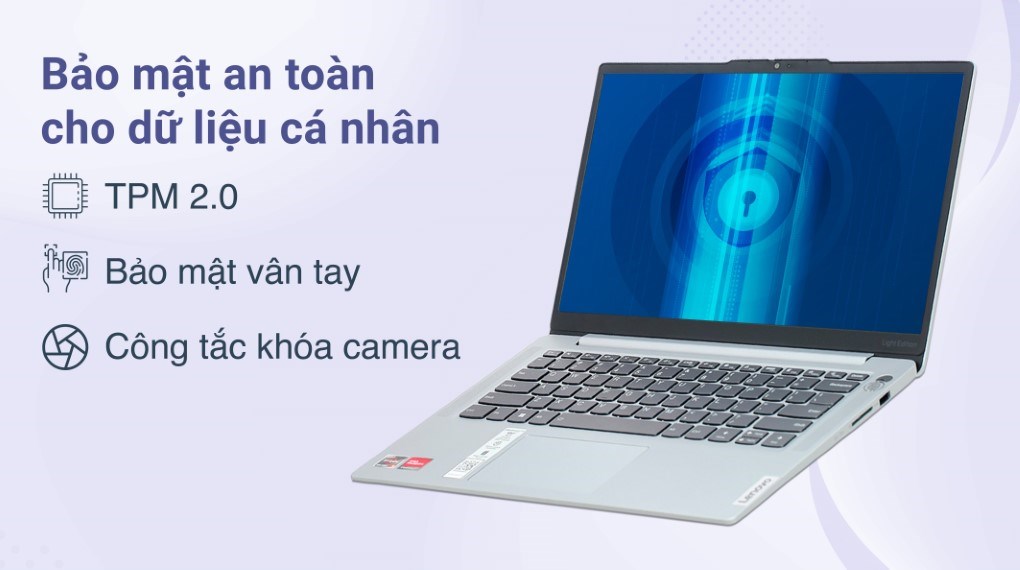 Bảo mật an toàn
cho dữ liệu cá nhân
TPM 2.0
Bảo mật vân tay
Công tắc khóa camera
Lenovo